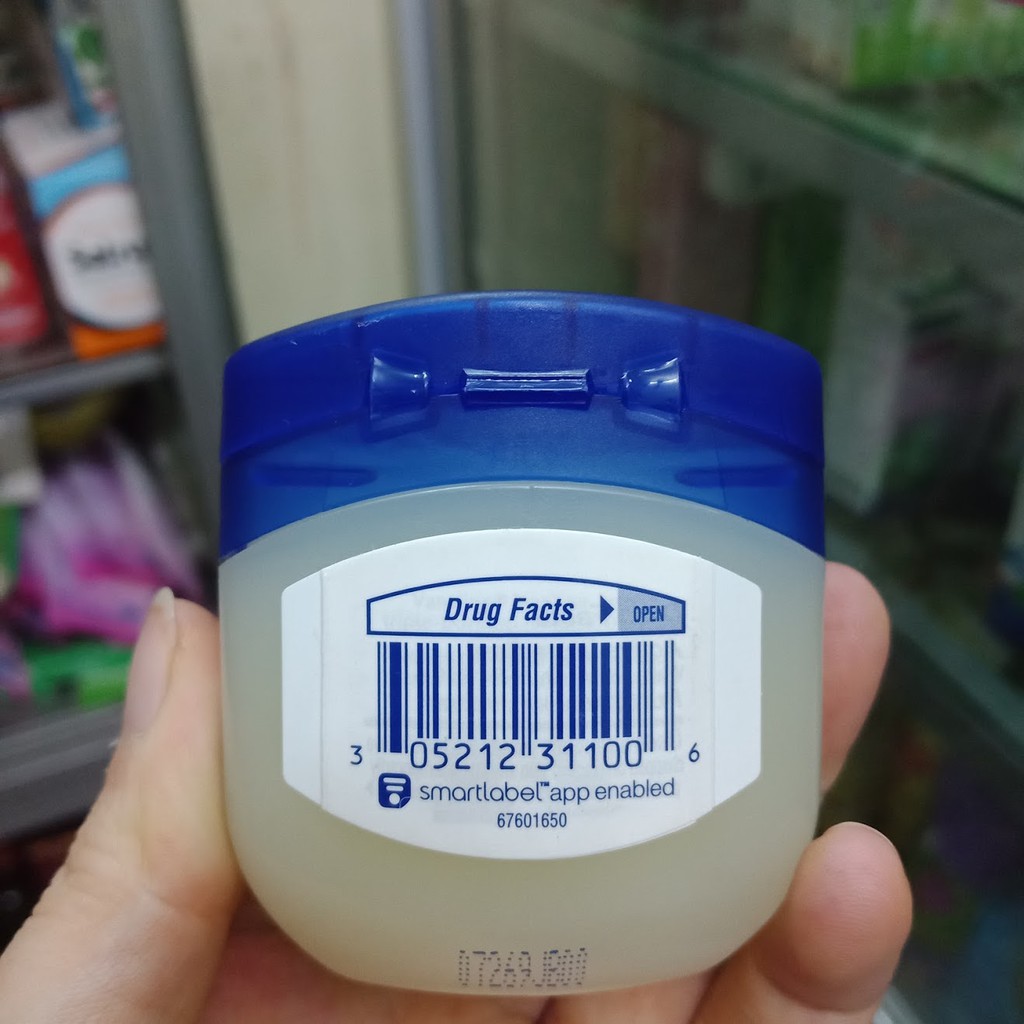 Drug Facts OPEN
3 05212 31100 6
smartlabel™ app enabled
67601650